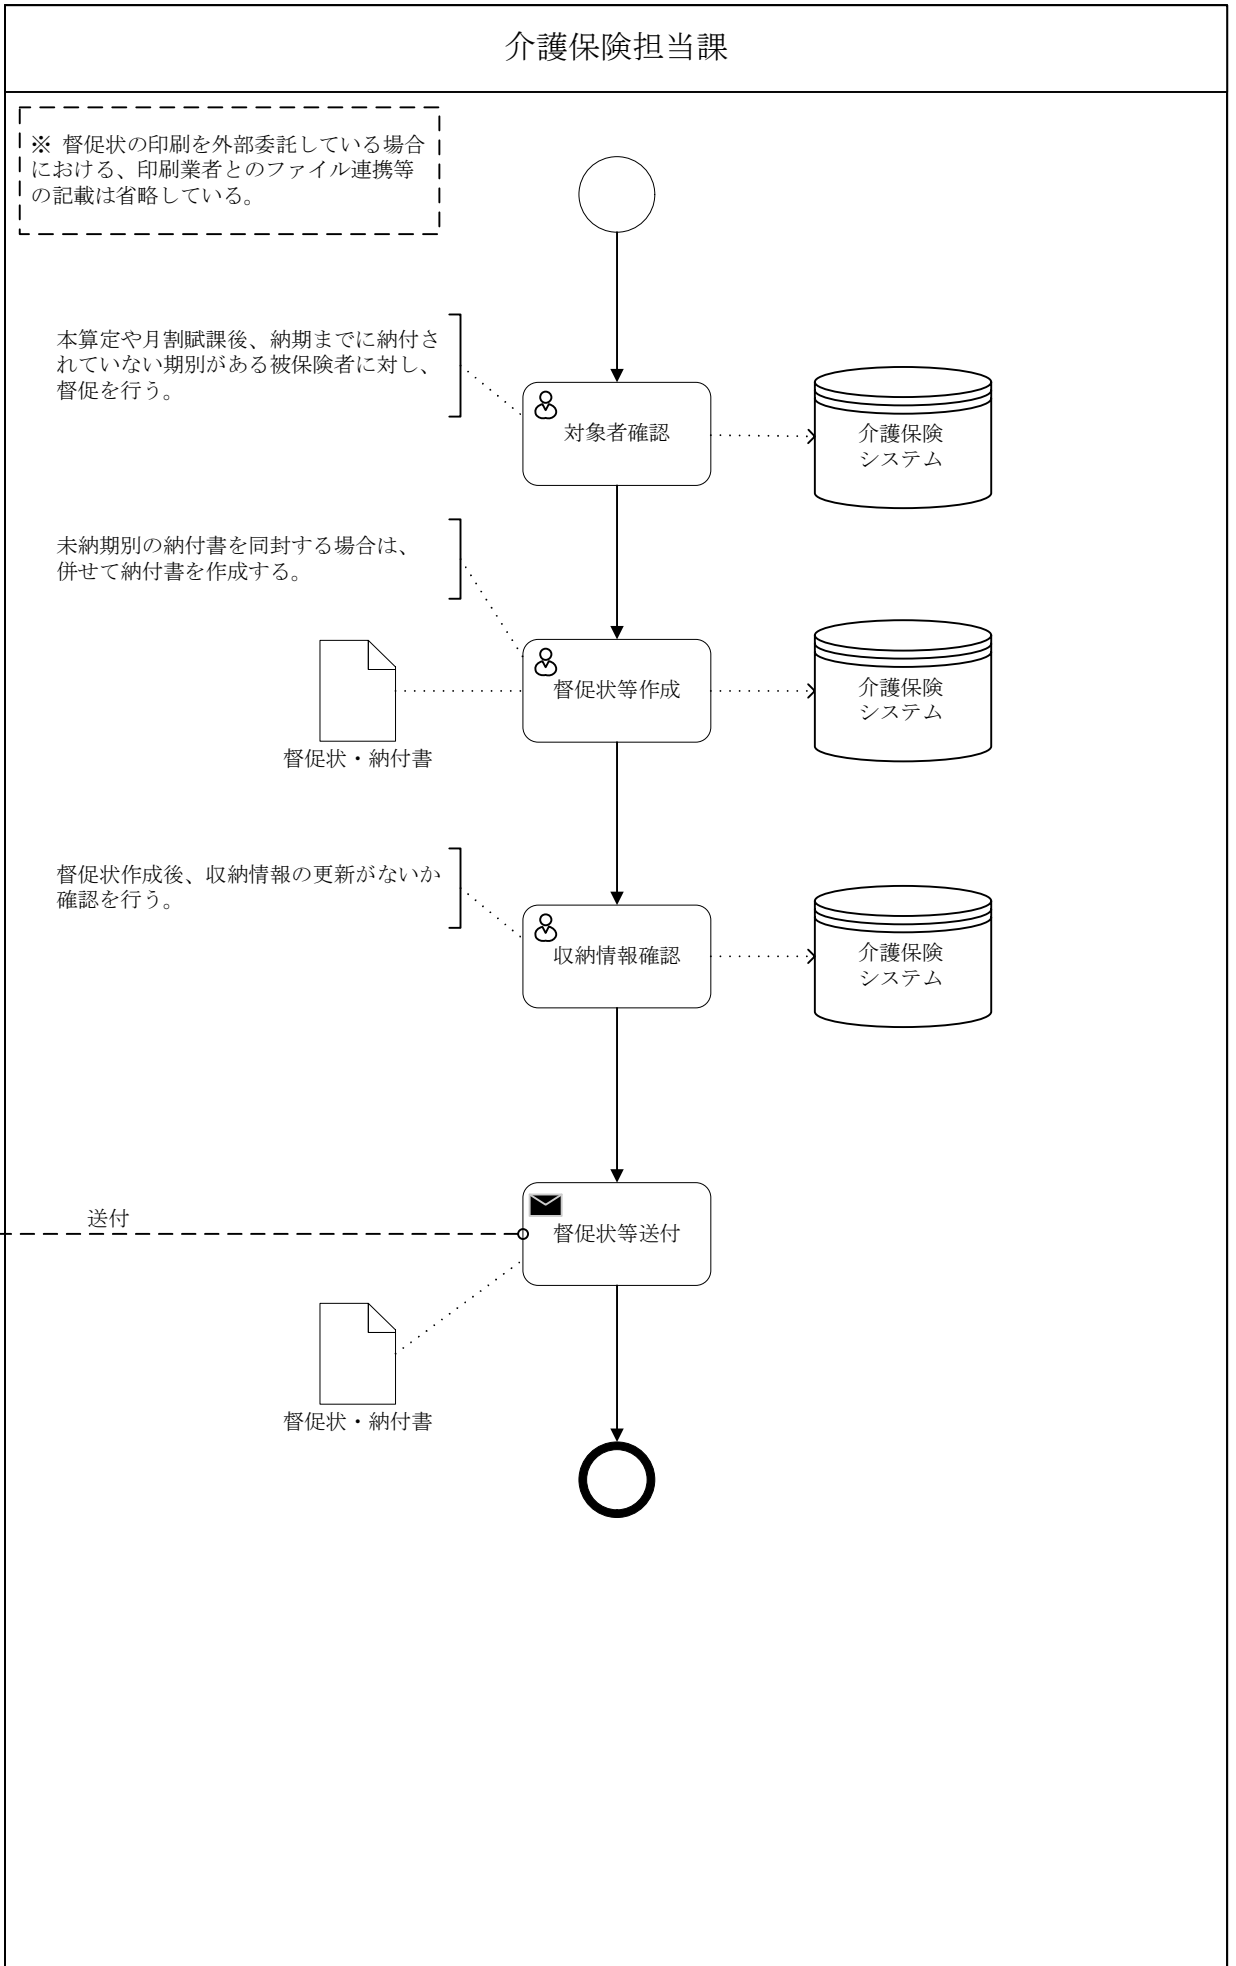 介護保険担当課
※ 督促状の印刷を外部委託している場合
における、印刷業者とのファイル連携等
の記載は省略している。
本算定や月割賦課後、納期までに納付さ
れていない期別がある被保険者に対し、
督促を行う。
対象者確認
介護保険
システム
未納期別の納付書を同封する場合は、
併せて納付書を作成する。
督促状等作成
介護保険
システム
督促状・納付書
督促状作成後、収納情報の更新がないか
確認を行う。
収納情報確認
介護保険
システム
送付
督促状等送付
督促状・納付書